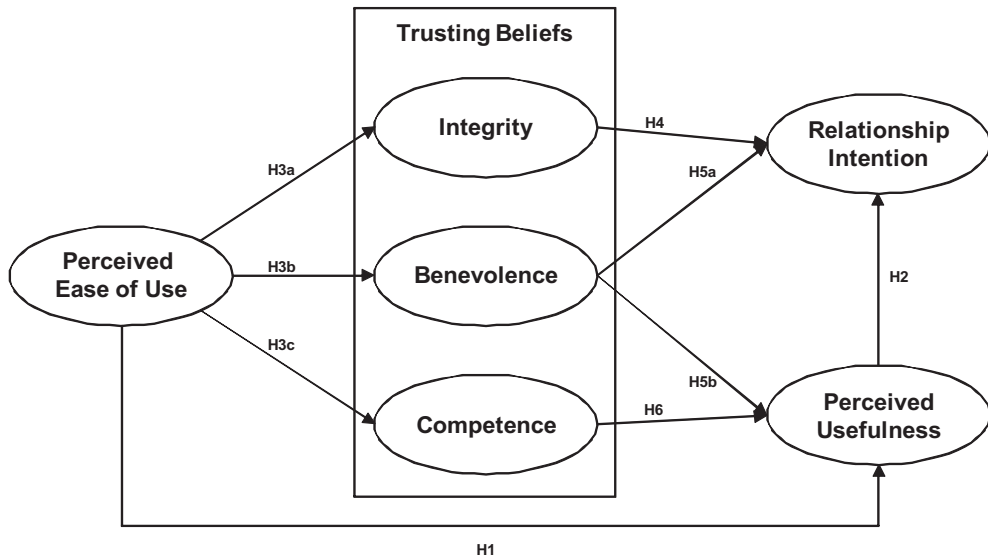 Trusting Beliefs
Integrity
H4
Relationship
Intention
H3a
H5a
Perceived
Ease of Use
H3b
Benevolence
H2
H3c
H5b
Competence
H6
Perceived
Usefulness
H1